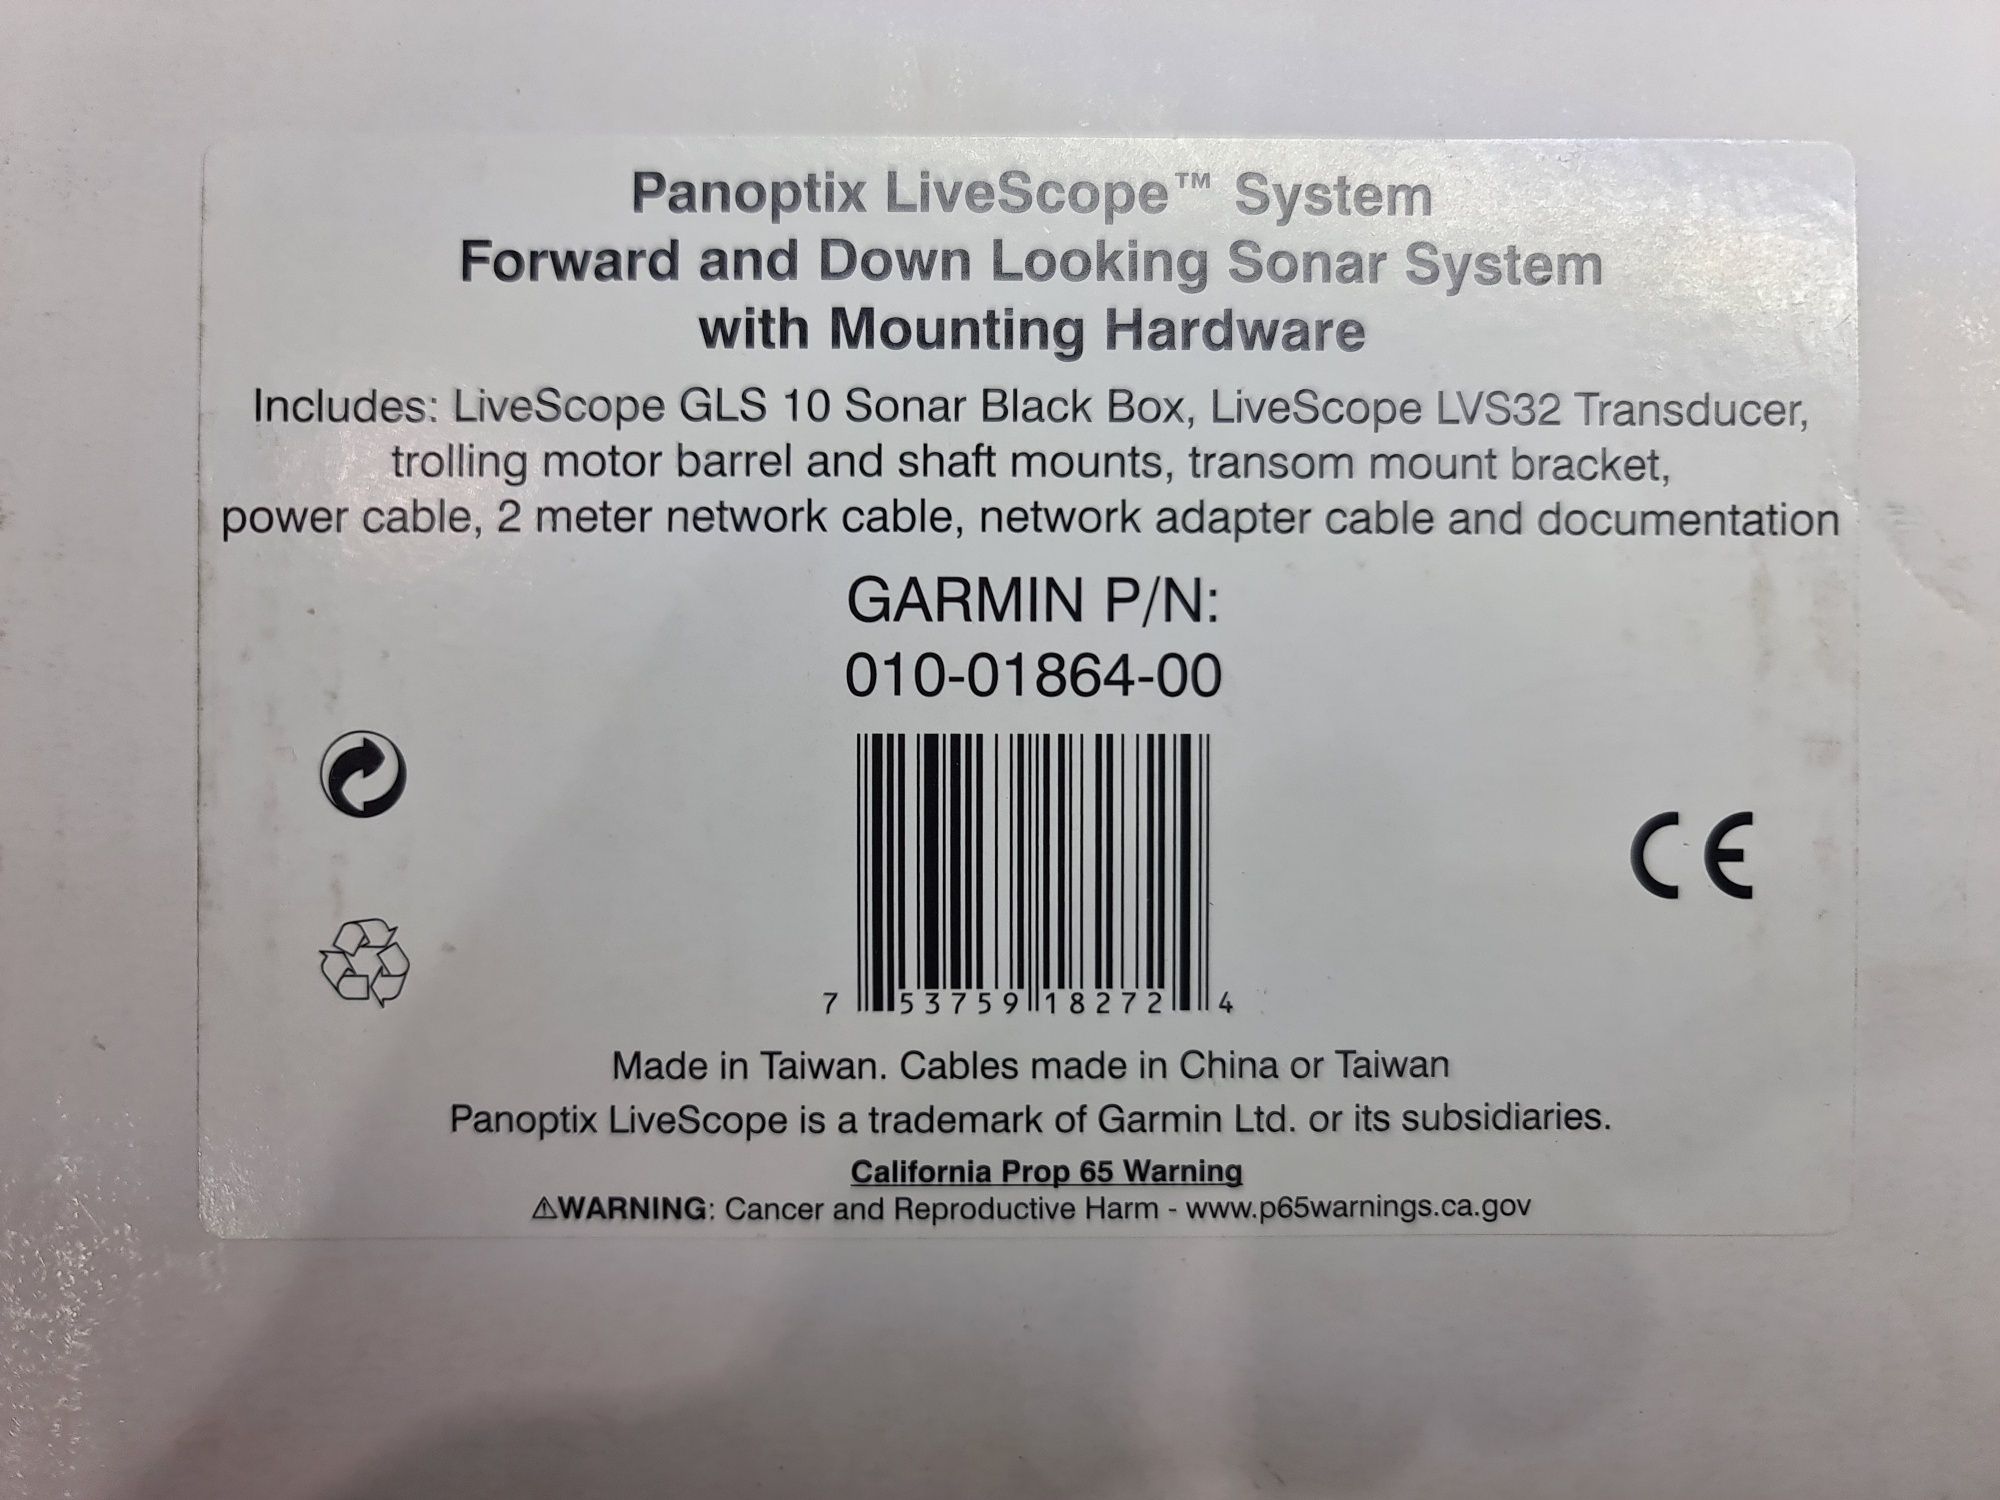 Panoptix LiveScope™ System
Forward and Down Looking Sonar System
with Mounting Hardware
Includes: LiveScope GLS 10 Sonar Black Box, LiveScope LVS32 Transducer,
trolling motor barrel and shaft mounts, transom mount bracket,
power cable, 2 meter network cable, network adapter cable and documentation
GARMIN P/N:
010-01864-00
CE
7 53759 18272 4
Made in Taiwan. Cables made in China or Taiwan
Panoptix LiveScope is a trademark of Garmin Ltd. or its subsidiaries.
California Prop 65 Warning
⚠WARNING: Cancer and Reproductive Harm - www.p65warnings.ca.gov